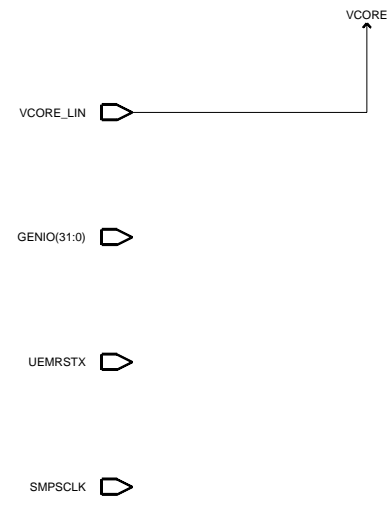 VCORE
VCORE_LIN
GENIO(31:0)
UEMRSTX
SMPSCLK